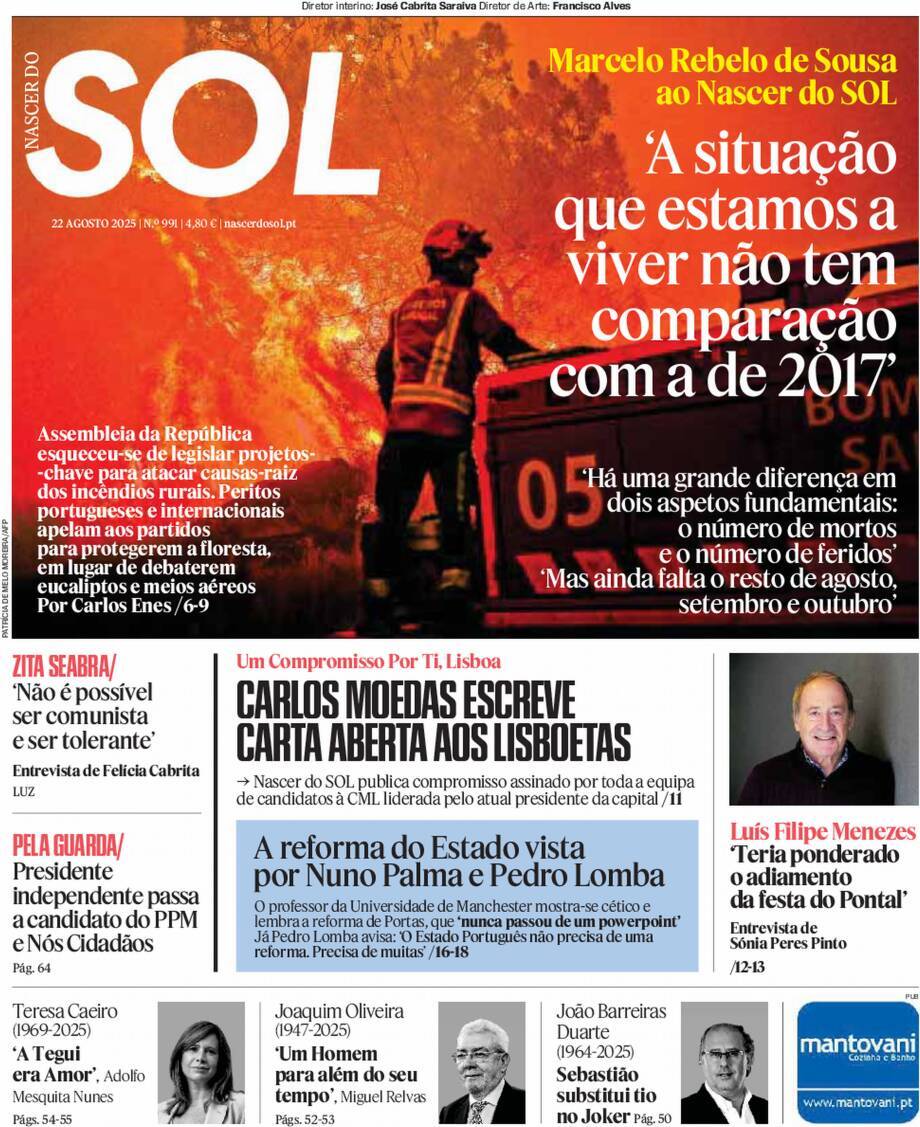 Diretor interino: José Cabrita Saraiva Diretor de Arte: Francisco Alves
NASCER DO
SOL
22 AGOSTO 2025 | N.º 991 | 4,80 € | nascerdosol.pt
Marcelo Rebelo de Sousa
ao Nascer do SOL
‘A situação
que estamos a
viver não tem
comparação
com a de 2017’
‘Há uma grande diferença em
dois aspetos fundamentais:
o número de mortos
e o número de feridos’
‘Mas ainda falta o resto de agosto,
setembro e outubro’
05
BOM
SA
Assembleia da República
esqueceu-se de legislar projetos-
-chave para atacar causas-raiz
dos incêndios rurais. Peritos
portugueses e internacionais
apelam aos partidos
para protegerem a floresta,
em lugar de debaterem
eucaliptos e meios aéreos
Por Carlos Enes /6-9
PATRÍCIA DE MELO MOREIRA/AFP
ZITA SEABRA/
‘Não é possível
ser comunista
e ser tolerante’
Entrevista de Felícia Cabrita
LUZ
PELA GUARDA/
Presidente
independente passa
a candidato do PPM
e Nós Cidadãos
Pág. 64
Um Compromisso Por Ti, Lisboa
CARLOS MOEDAS ESCREVE
CARTA ABERTA AOS LISBOETAS
→ Nascer do SOL publica compromisso assinado por toda a equipa
de candidatos à CML liderada pelo atual presidente da capital /11
A reforma do Estado vista
por Nuno Palma e Pedro Lomba
O professor da Universidade de Manchester mostra-se cético e
lembra a reforma de Portas, que ‘nunca passou de um powerpoint’
Já Pedro Lomba avisa: ‘O Estado Português não precisa de uma
reforma. Precisa de muitas’ /16-18
Luís Filipe Menezes
‘Teria ponderado
o adiamento
da festa do Pontal’
Entrevista de
Sónia Peres Pinto
/12-13
Teresa Caeiro
(1969-2025)
‘A Tegui
era Amor’, Adolfo
Mesquita Nunes
Págs. 54-55
Joaquim Oliveira
(1947-2025)
‘Um Homem
para além do seu
tempo’, Miguel Relvas
Págs. 52-53
João Barreiras
Duarte
(1964-2025)
Sebastião
substitui tio
no Joker Pág. 50
PUB
mantovani
Cozinha e Banho
www.mantovani.pt